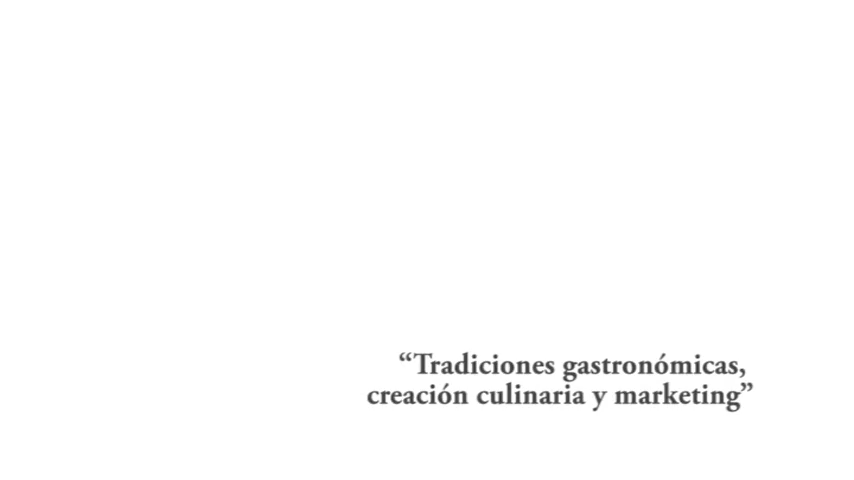 “Tradiciones gastronómicas,
creación culinaria y marketing”